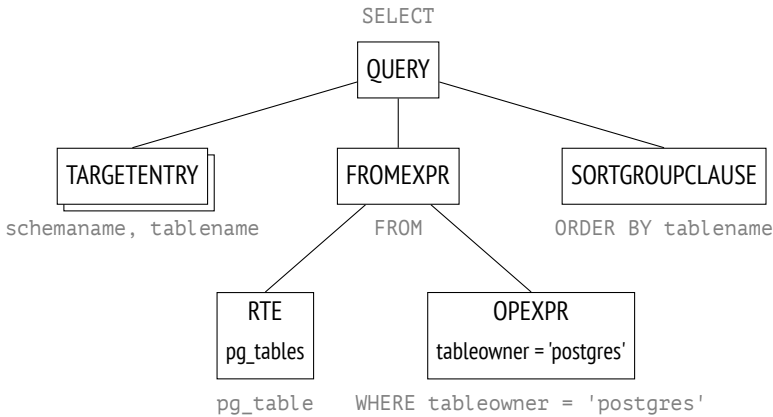 SELECT
QUERY
TARGETENTRY
FROMEXPR
SORTGROUPCLAUSE
schemaname, tablename
FROM
ORDER BY tablename
RTE
pg_tables
OPEXPR
tableowner = 'postgres'
pg_table
WHERE tableowner = 'postgres'